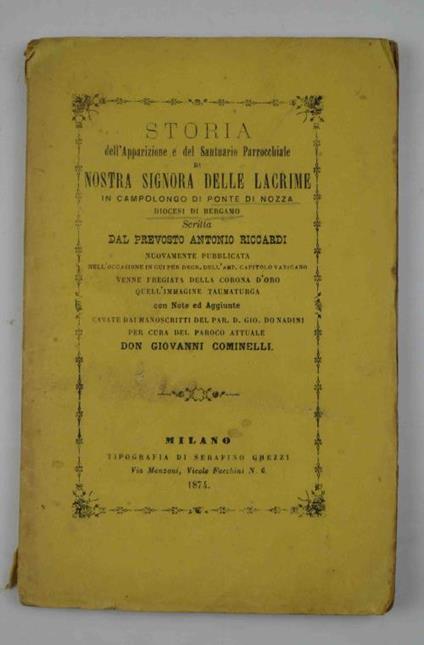 STORIA
dell'Apparizione e del Santuario Parrocchiale
DI
NOSTRA SIGNORA DELLE LACRIME
IN CAMPOLONGO DI PONTE DI NOZZA
DIOCESI DI BERGAMO
Scritta
DAL PREVOSTO ANTONIO RICCARDI
NUOVAMENTE PUBBLICATA
NELL'OCCASIONE IN CUI PER DECR. DELL'AMP. CAPITOLO VATICANO
VENNE FREGIATA DELLA CORONA D'ORO
QUELL'IMMAGINE TAUMATURGA
con Note ed Aggiunte
CAVATE DAI MANOSCRITTI DEL PAR. D. GIO. DONADINI
PER CURA DEL PAROCO ATTUALE
DON GIOVANNI COMINELLI.
MILANO
TIPOGRAFIA DI SERAFINO GHEZZI
Via Manzoni, Vicolo Facchini N. 6.
1874.